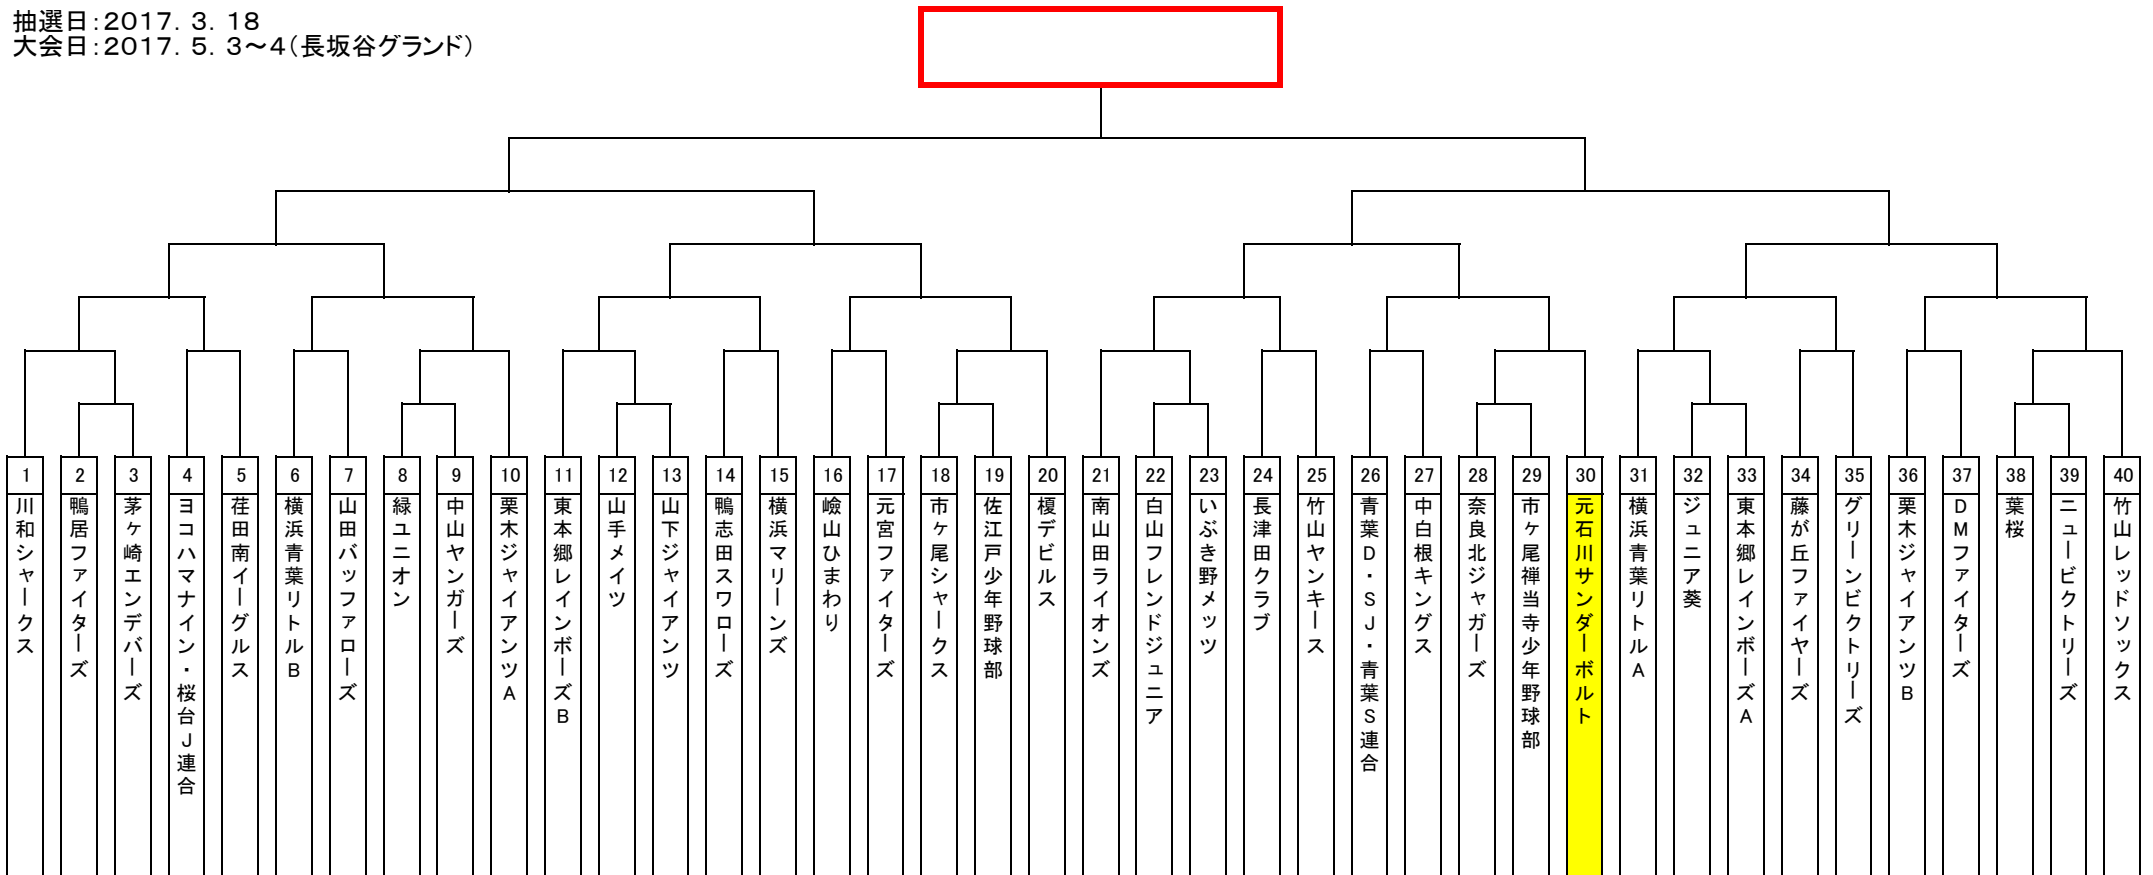 抽選日：２０１７．３．１８
大会日：２０１７．５．３～４（長坂谷グランド）
1
川和シャークス
2
鴨居ファイターズ
3
茅ヶ崎エンデバーズ
4
ヨコハマナイン・桜台Ｊ連合
5
荏田南イーグルス
6
横浜青葉リトルＢ
7
山田バッファローズ
8
緑ユニオン
9
中山ヤンガーズ
10
栗木ジャイアンツＡ
11
東本郷レインボーズＢ
12
山手メイツ
13
山下ジャイアンツ
14
鴨志田スワローズ
15
横浜マリーンズ
16
嶮山ひまわり
17
元宮ファイターズ
18
市ヶ尾シャークス
19
佐江戸少年野球部
20
榎デビルス
21
南山田ライオンズ
22
白山フレンドジュニア
23
いぶき野メッツ
24
長津田クラブ
25
竹山ヤンキース
26
青葉Ｄ・ＳＪ・青葉Ｓ連合
27
中白根キングス
28
奈良北ジャガーズ
29
市ヶ尾禅当寺少年野球部
30
元石川サンダーボルト
31
横浜青葉リトルＡ
32
ジュニア葵
33
東本郷レインボーズＡ
34
藤が丘ファイヤーズ
35
グリーンビクトリーズ
36
栗木ジャイアンツＢ
37
ＤＭファイターズ
38
葉桜
39
ニュービクトリーズ
40
竹山レッドソックス